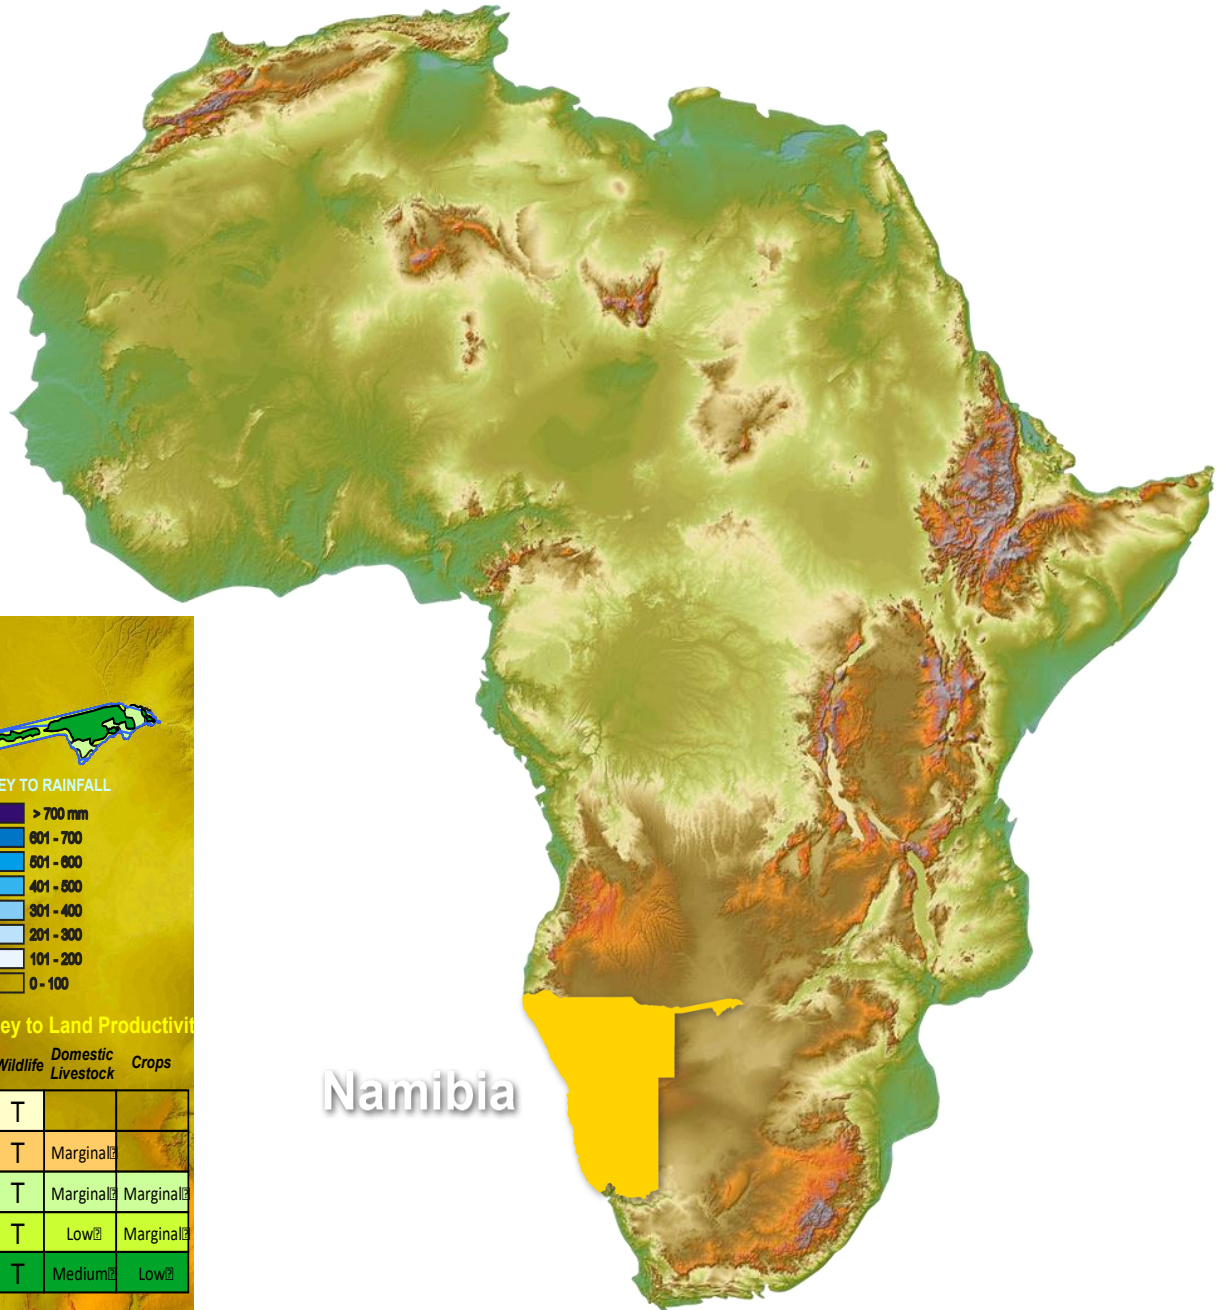 Namibia
EY TO RAINFALL
> 700 mm
601 - 700
501 - 600
401 - 500
301 - 400
201 - 300
101 - 200
0 - 100
ey to Land Productivit
Wildlife Domestic Livestock Crops
T
T Marginal
T Marginal Marginal
T Low Marginal
T Medium Low